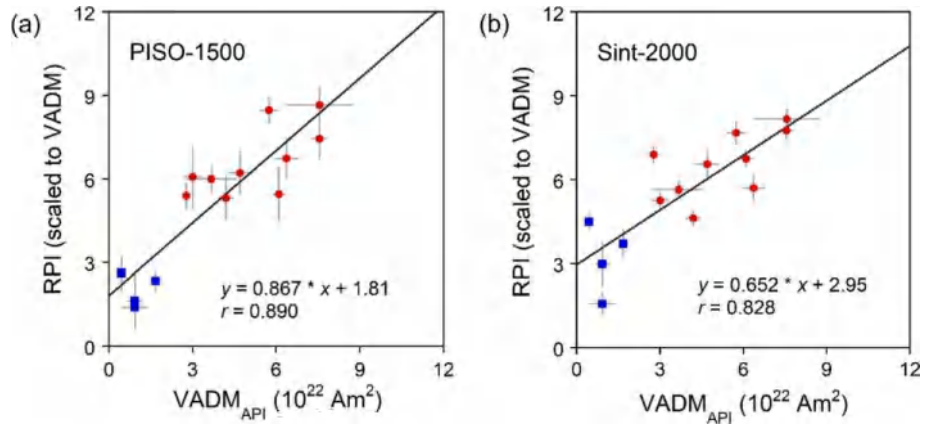 (a)
PISO-1500
RPI (scaled to VADM)
12
9
6
3
0
y = 0.867 * x + 1.81
r = 0.890
0 3 6 9 12
VADM_API (10²² Am²)
(b)
Sint-2000
RPI (scaled to VADM)
12
9
6
3
0
y = 0.652 * x + 2.95
r = 0.828
0 3 6 9 12
VADM_API (10²² Am²)